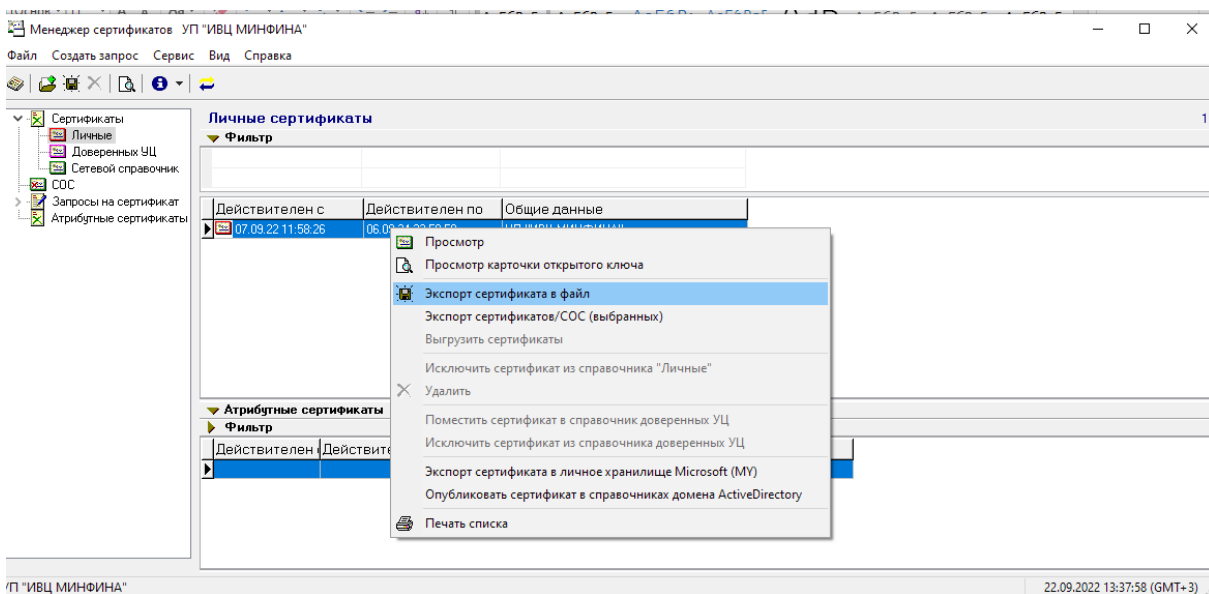 Менеджер сертификатов УП "ИВЦ МИНФИНА"
Файл Создать запрос Сервис Вид Справка
Сертификаты
Личные
Доверенных УЦ
Сетевой справочник
СОС
Запросы на сертификат
Атрибутные сертификаты
Личные сертификаты
1
Фильтр
Действителен с Действителен по Общие данные
07.09.22 11:58:26
Просмотр
Просмотр карточки открытого ключа
Экспорт сертификата в файл
Экспорт сертификатов/СОС (выбранных)
Выгрузить сертификаты
Исключить сертификат из справочника "Личные"
Удалить
Поместить сертификат в справочник доверенных УЦ
Исключить сертификат из справочника доверенных УЦ
Экспорт сертификата в личное хранилище Microsoft (MY)
Опубликовать сертификат в справочниках домена ActiveDirectory
Печать списка
Атрибутные сертификаты
Фильтр
Действителен Действите
УП "ИВЦ МИНФИНА"
22.09.2022 13:37:58 (GMT+3)